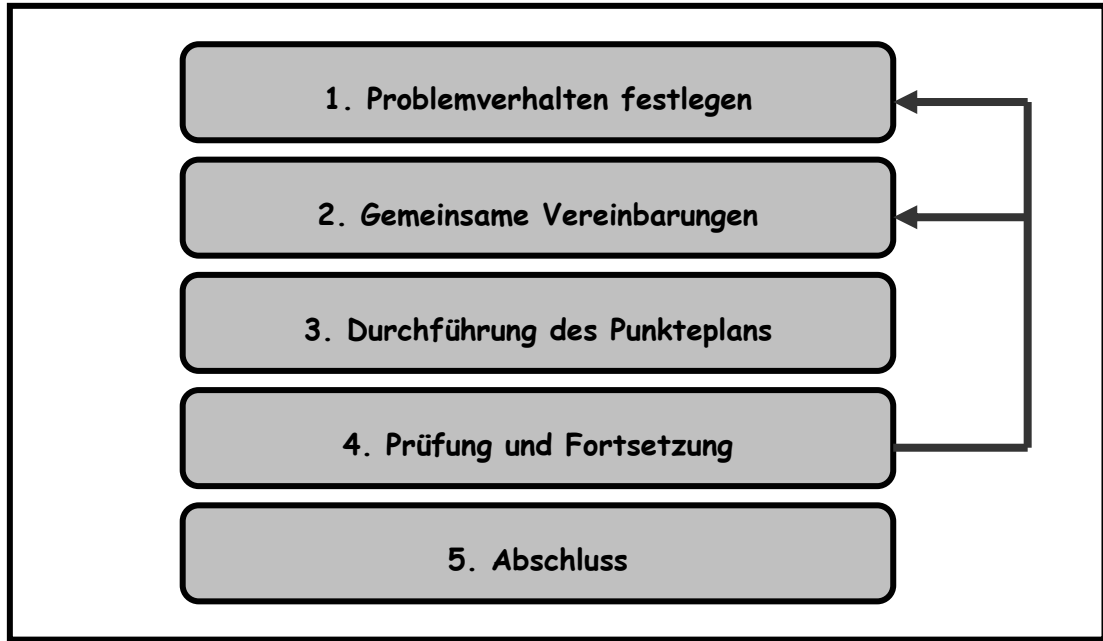 1. Problemverhalten festlegen
2. Gemeinsame Vereinbarungen
3. Durchführung des Punkteplans
4. Prüfung und Fortsetzung
5. Abschluss